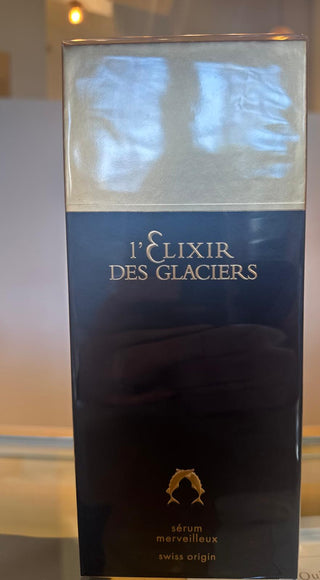 l'Elixir
des Glaciers
sérum
merveilleux
swiss origin